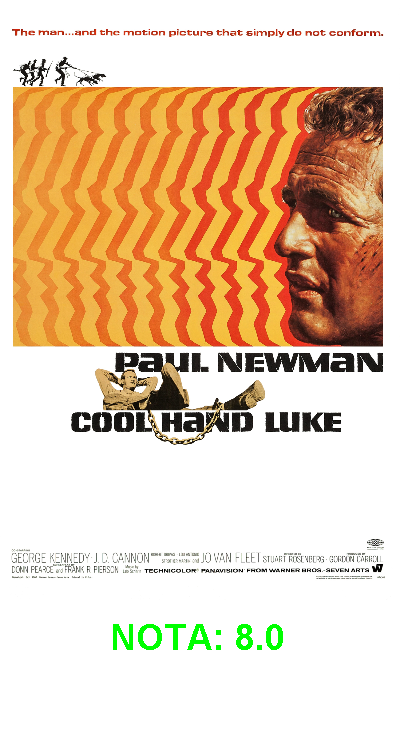 The man...and the motion picture that simply do not conform.
PAUL NEWMAN
COOL HAND LUKE
GEORGE KENNEDY · J. D. CANNON JO VAN FLEET STUART ROSENBERG · GORDON CARROLL
DONN PEARCE and FRANK R. PIERSON TECHNICOLOR® PANAVISION® FROM WARNER BROS.-SEVEN ARTS W
NOTA: 8.0